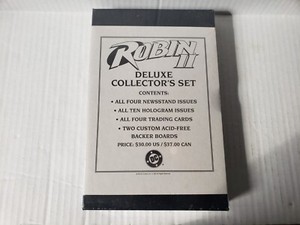 ROBIN II
DELUXE
COLLECTOR'S SET
CONTENTS:
• ALL FOUR NEWSSTAND ISSUES
• ALL TEN HOLOGRAM ISSUES
• ALL FOUR TRADING CARDS
• TWO CUSTOM ACID-FREE
BACKER BOARDS
PRICE: $30.00 US / $37.00 CAN
DC